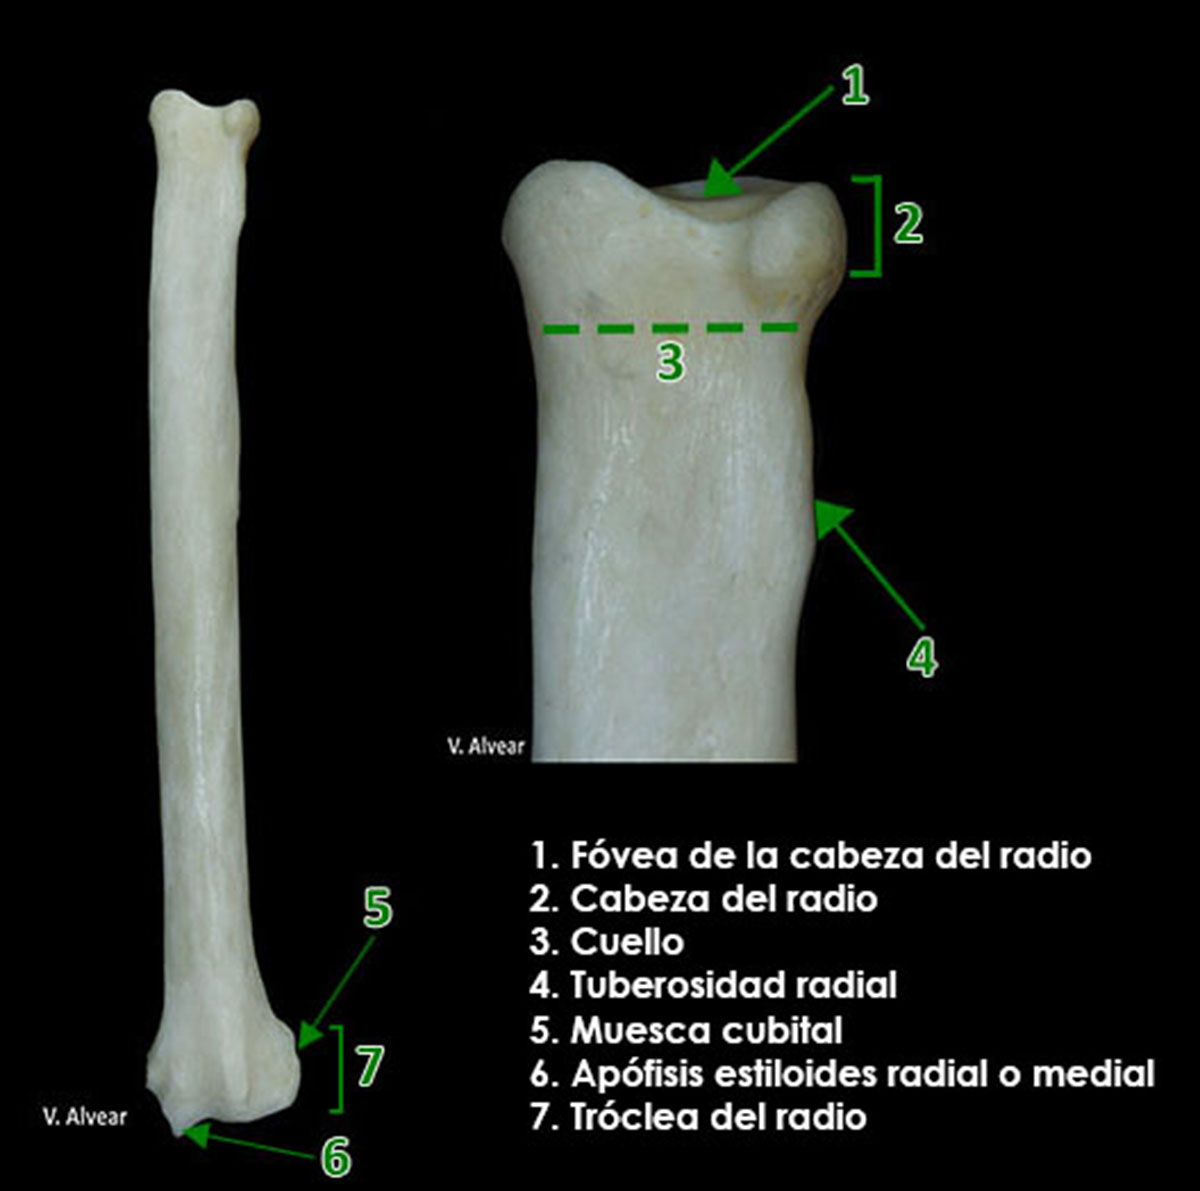 1
2
3
4
V. Alvear
5
7
V. Alvear
6
1. Fóvea de la cabeza del radio
2. Cabeza del radio
3. Cuello
4. Tuberosidad radial
5. Muesca cubital
6. Apófisis estiloides radial o medial
7. Tróclea del radio